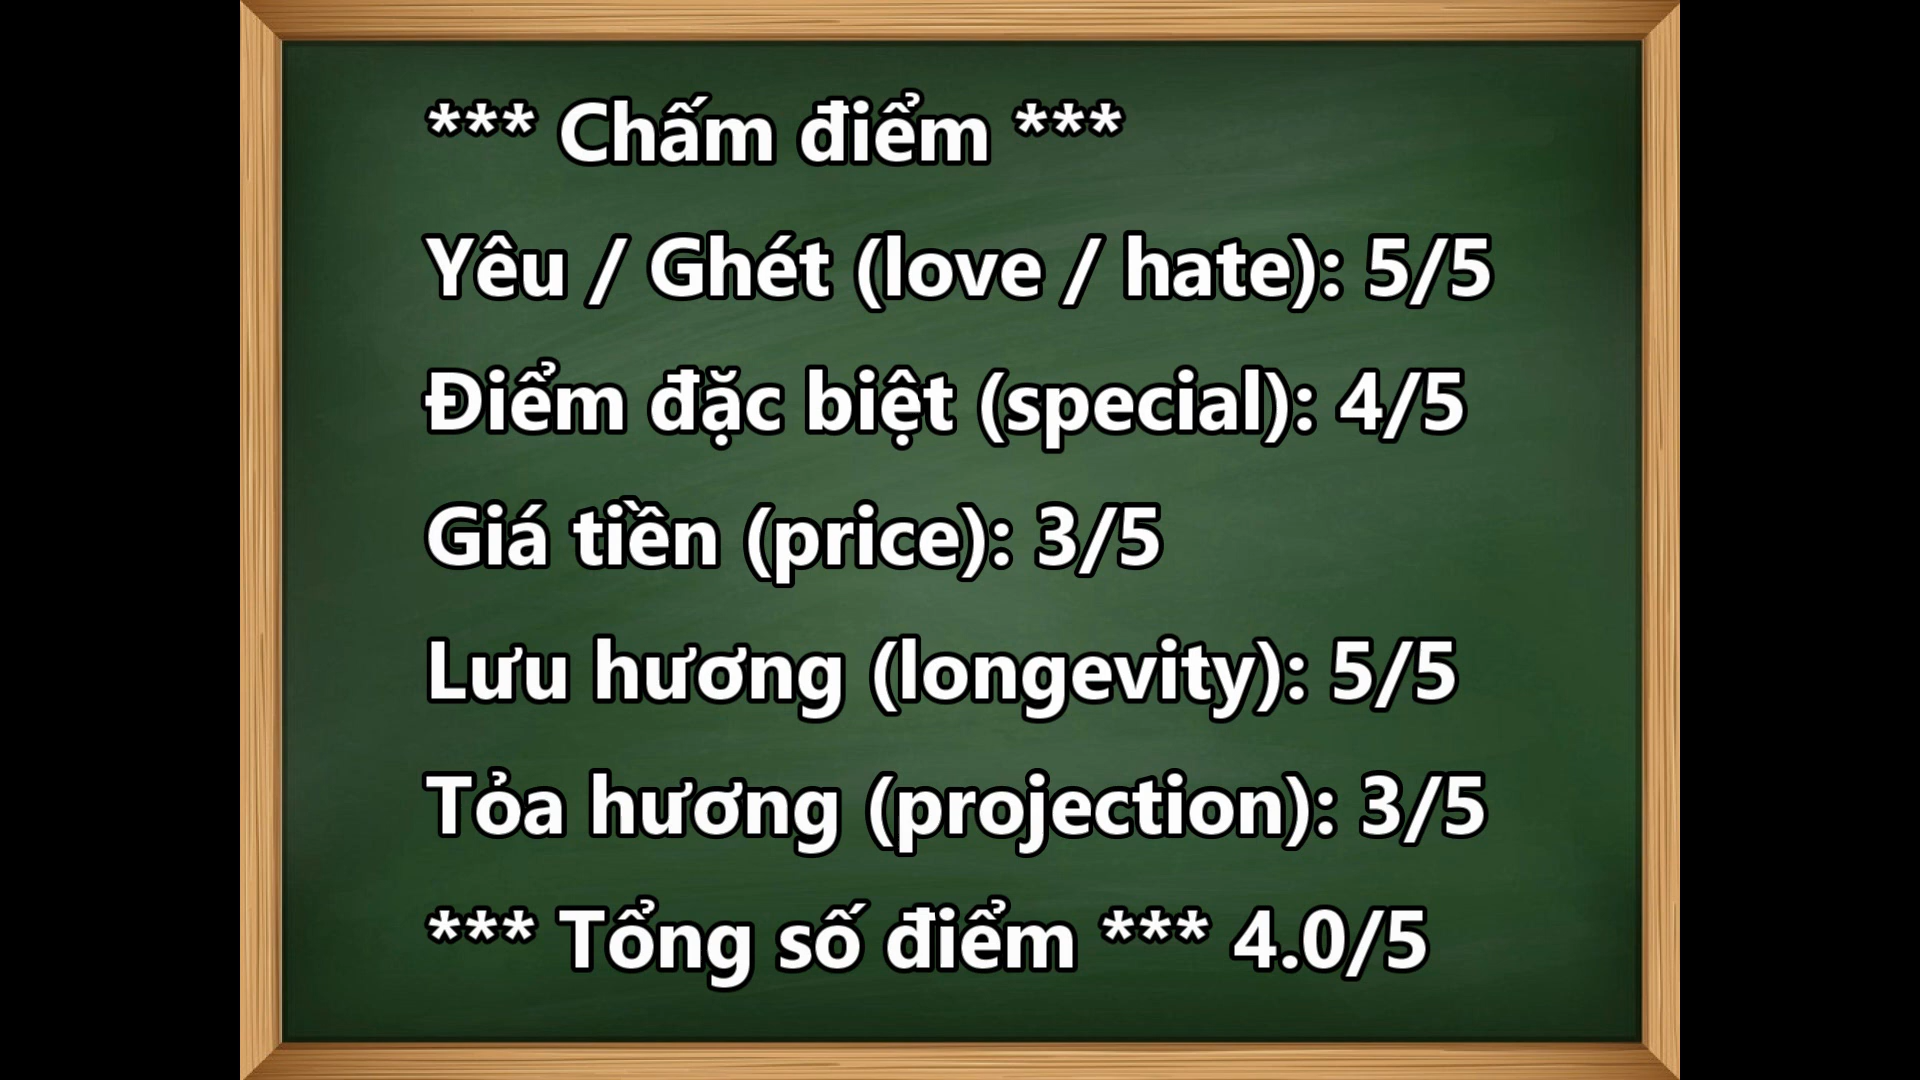 *** Chấm điểm ***
Yêu / Ghét (love / hate): 5/5
Điểm đặc biệt (special): 4/5
Giá tiền (price): 3/5
Lưu hương (longevity): 5/5
Tỏa hương (projection): 3/5
*** Tổng số điểm *** 4.0/5